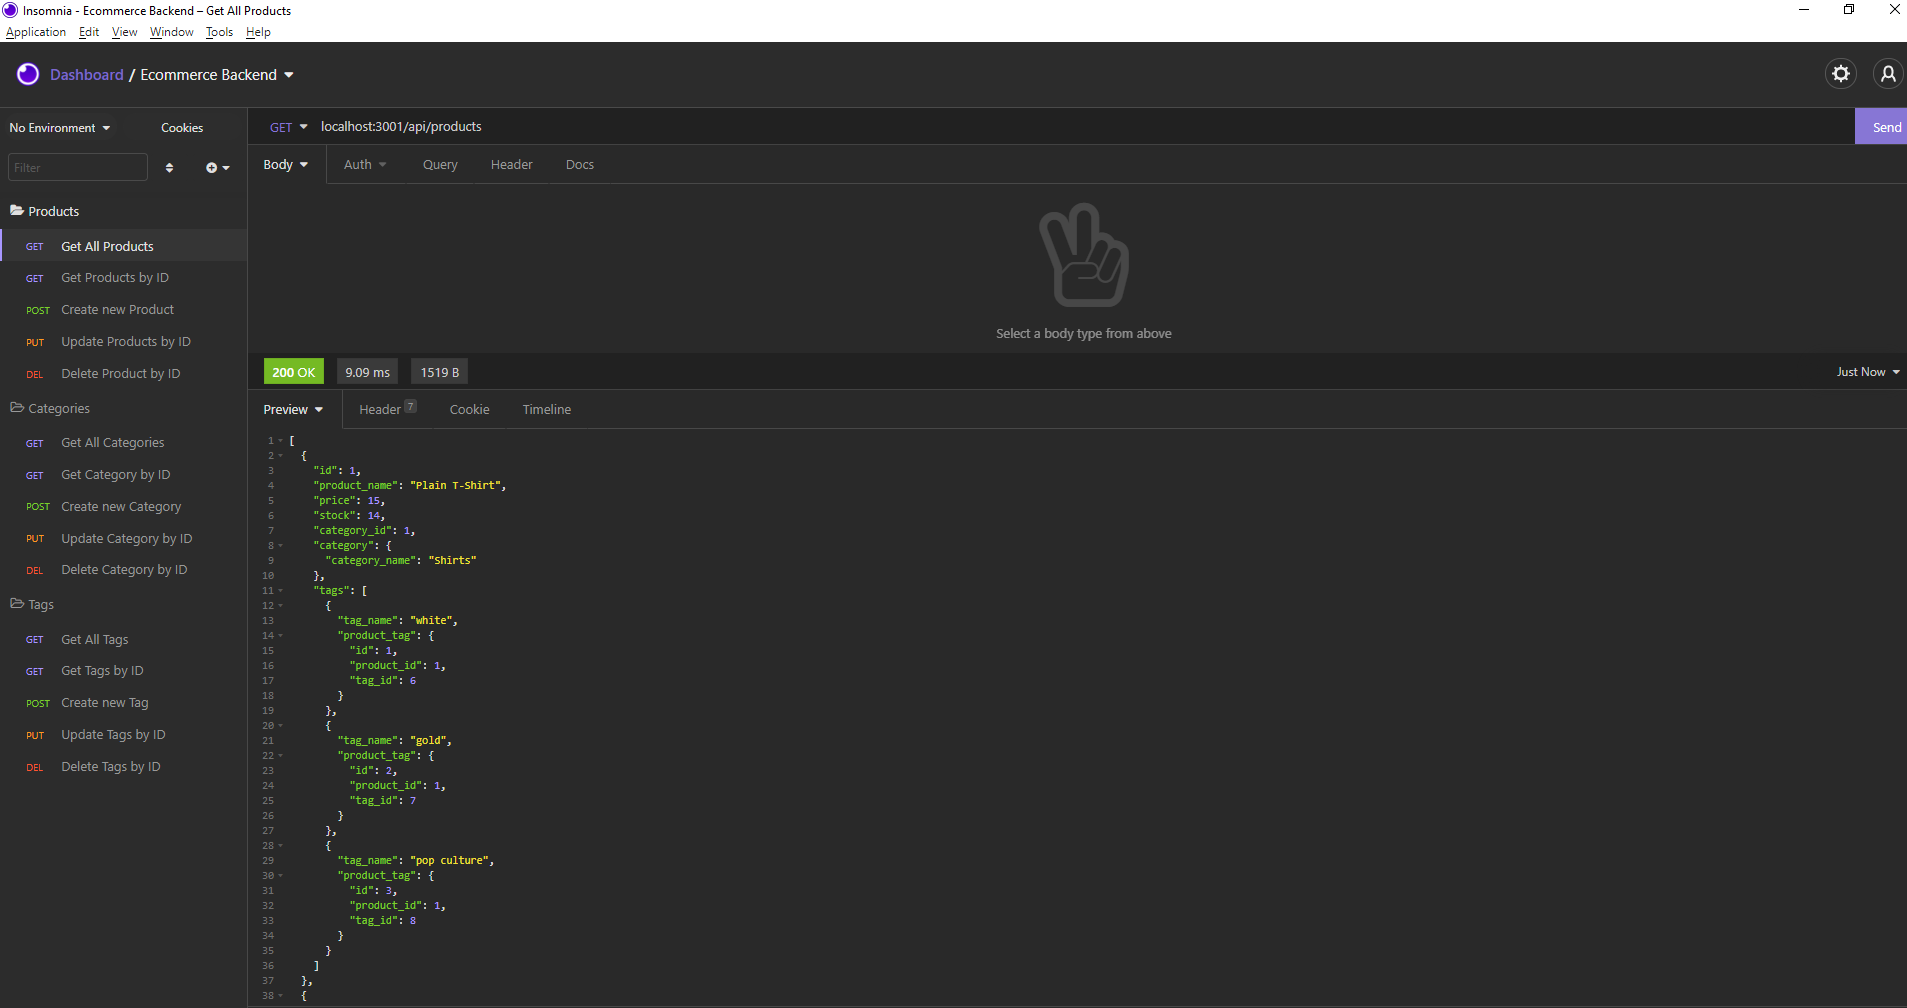 Insomnia - Ecommerce Backend – Get All Products
Application Edit View Window Tools Help
Dashboard / Ecommerce Backend
No Environment Cookies
GET localhost:3001/api/products Send
Filter
Body Auth Query Header Docs
Products
GET Get All Products
GET Get Products by ID
POST Create new Product
PUT Update Products by ID
DEL Delete Product by ID
Categories
GET Get All Categories
GET Get Category by ID
POST Create new Category
PUT Update Category by ID
DEL Delete Category by ID
Tags
GET Get All Tags
GET Get Tags by ID
POST Create new Tag
PUT Update Tags by ID
DEL Delete Tags by ID
Select a body type from above
200 OK 9.09 ms 1519 B Just Now
Preview Header 7 Cookie Timeline
1 [
2 {
3 "id": 1,
4 "product_name": "Plain T-Shirt",
5 "price": 15,
6 "stock": 14,
7 "category_id": 1,
8 "category": {
9 "category_name": "Shirts"
10 },
11 "tags": [
12 {
13 "tag_name": "white",
14 "product_tag": {
15 "id": 1,
16 "product_id": 1,
17 "tag_id": 6
18 }
19 },
20 {
21 "tag_name": "gold",
22 "product_tag": {
23 "id": 2,
24 "product_id": 1,
25 "tag_id": 7
26 }
27 },
28 {
29 "tag_name": "pop culture",
30 "product_tag": {
31 "id": 3,
32 "product_id": 1,
33 "tag_id": 8
34 }
35 }
36 ]
37 },
38 {